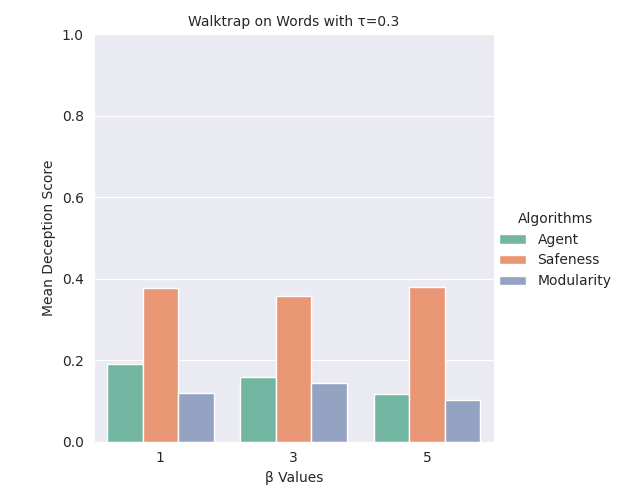 Walktrap on Words with τ=0.3
1.0
0.8
0.6
0.4
0.2
0.0
Mean Deception Score
1
3
5
β Values
Algorithms
Agent
Safeness
Modularity